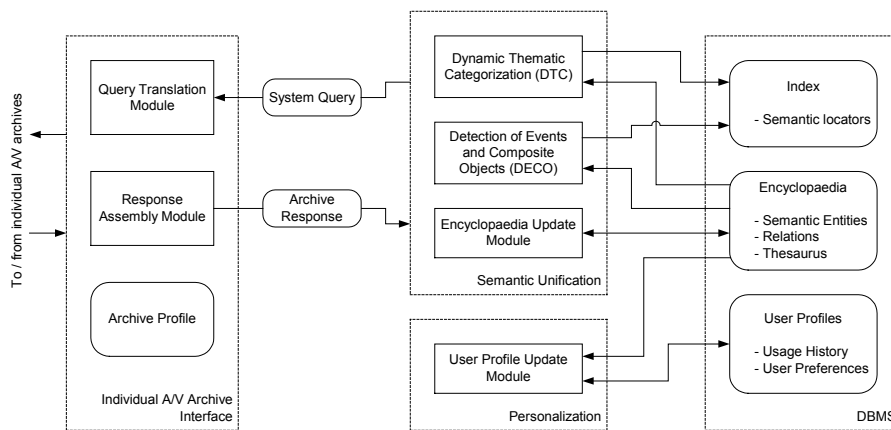 To / from individual A/V archives
Query Translation
Module
Response
Assembly Module
Archive Profile
Individual A/V Archive
Interface
System Query
Archive
Response
Dynamic Thematic
Categorization (DTC)
Detection of Events
and Composite
Objects (DECO)
Encyclopaedia Update
Module
Semantic Unification
User Profile Update
Module
Personalization
Index
- Semantic locators
Encyclopaedia
- Semantic Entities
- Relations
- Thesaurus
User Profiles
- Usage History
- User Preferences
DBMS